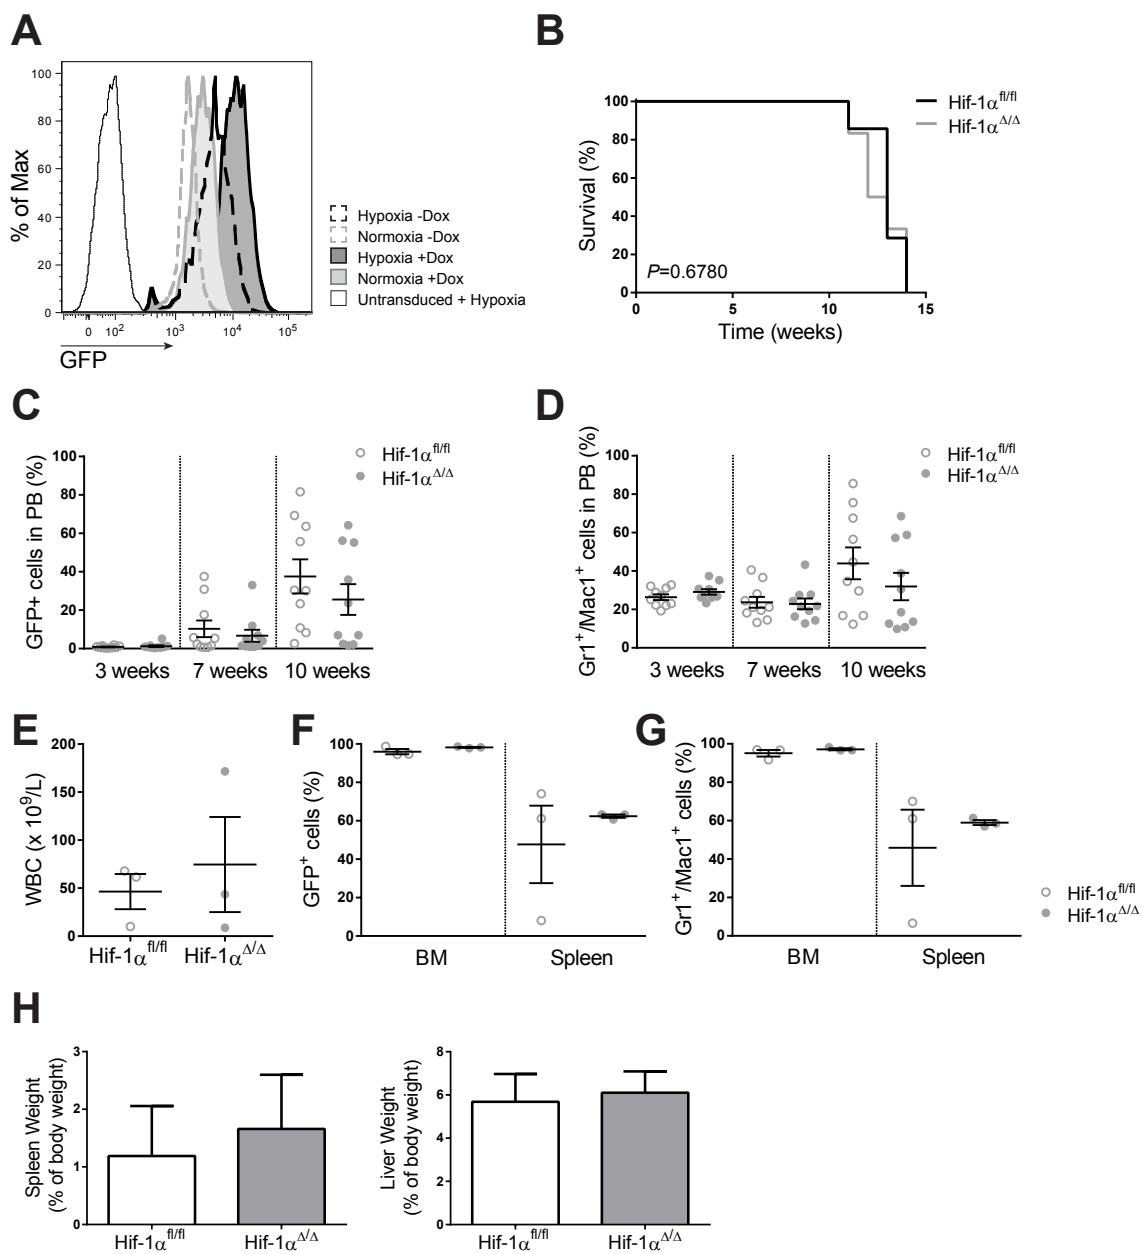 A
100
80
60
40
20
0
% of Max
0 10² 10³ 10⁴ 10⁵
GFP
Hypoxia -Dox
Normoxia -Dox
Hypoxia +Dox
Normoxia +Dox
Untransduced + Hypoxia
B
100
80
60
40
20
0
Survival (%)
P=0.6780
0 5 10 15
Time (weeks)
Hif-1α^fl/fl
Hif-1α^Δ/Δ
C
100
80
60
40
20
0
GFP+ cells in PB (%)
3 weeks 7 weeks 10 weeks
Hif-1α^fl/fl
Hif-1α^Δ/Δ
D
100
80
60
40
20
0
Gr1⁺/Mac1⁺ cells in PB (%)
3 weeks 7 weeks 10 weeks
Hif-1α^fl/fl
Hif-1α^Δ/Δ
E
200
150
100
50
0
WBC (x 10⁹/L)
Hif-1α^fl/fl Hif-1α^Δ/Δ
F
100
80
60
40
20
0
GFP⁺ cells (%)
BM Spleen
G
100
80
60
40
20
0
Gr1⁺/Mac1⁺ cells (%)
BM Spleen
Hif-1α^fl/fl
Hif-1α^Δ/Δ
H
3
2
1
0
Spleen Weight
(% of body weight)
Hif-1α^fl/fl Hif-1α^Δ/Δ
8
6
4
2
0
Liver Weight
(% of body weight)
Hif-1α^fl/fl Hif-1α^Δ/Δ